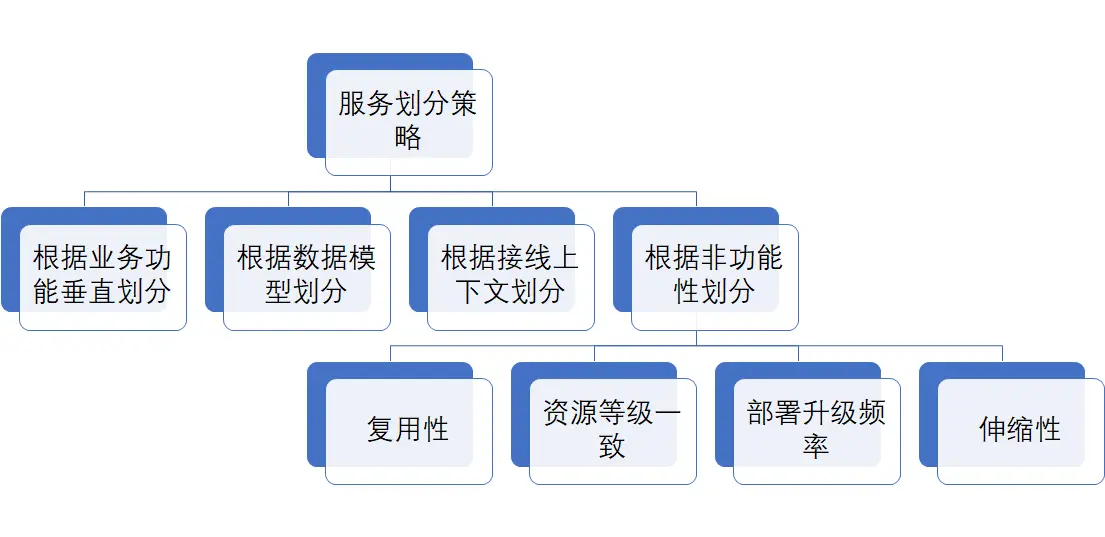 服务划分策
略
根据业务功
能垂直划分
根据数据模
型划分
根据接线上
下文划分
根据非功能
性划分
复用性
资源等级一
致
部署升级频
率
伸缩性